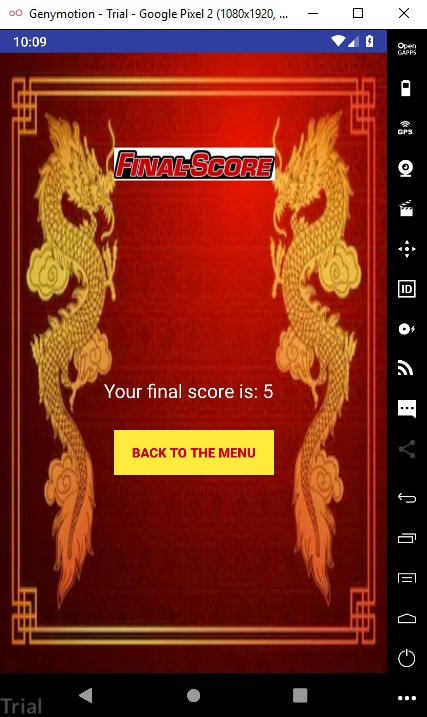 Genymotion - Trial - Google Pixel 2 (1080x1920, ...
10:09
Open
GAPPS
GPS
FINAL-SCORE
ID
Your final score is: 5
BACK TO THE MENU
Trial